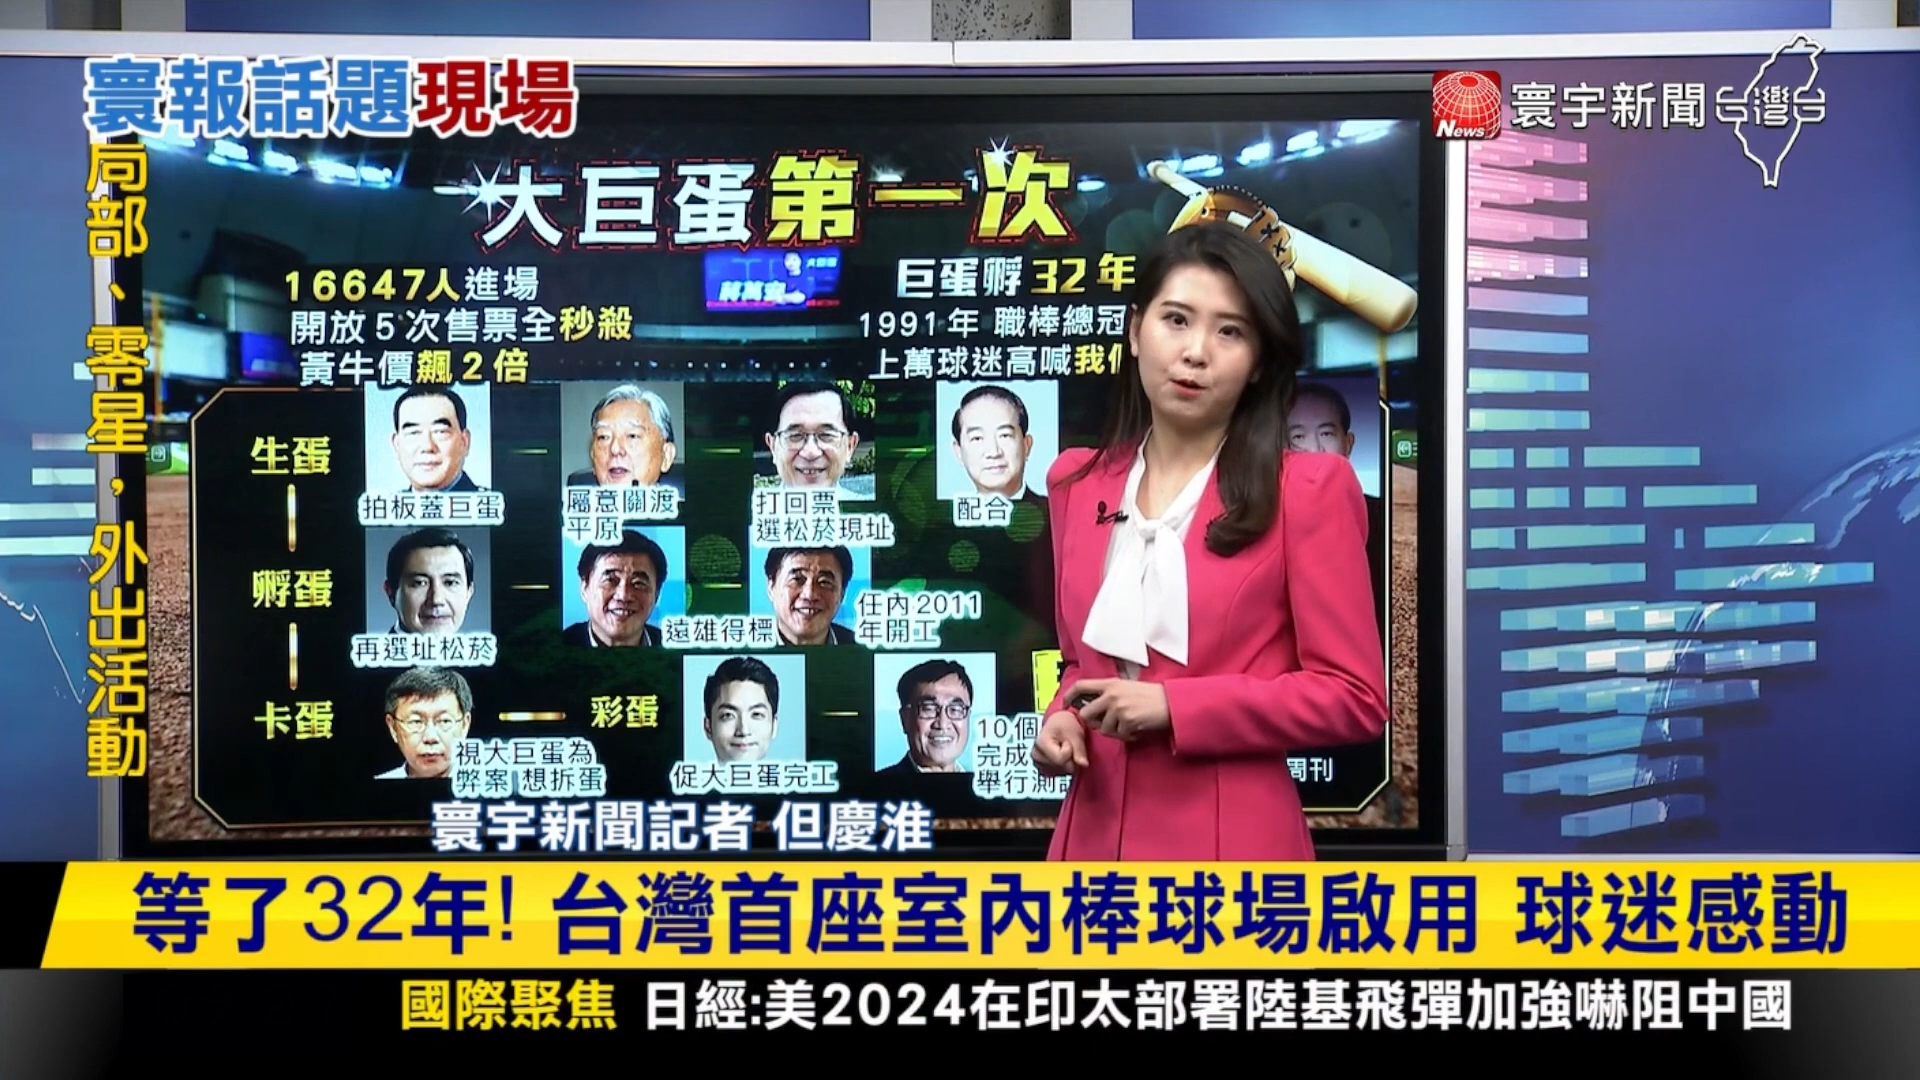 寰報話題現場
News
寰宇新聞 台灣台
局部、零星，外出活動
大巨蛋第一次
16647人進場
開放5次售票全秒殺
黃牛價飆2倍
蔣萬安
巨蛋孵32年
1991年 職棒總冠
上萬球迷高喊我
生蛋
拍板蓋巨蛋
屬意關渡
平原
打回票
選松菸現址
配合
孵蛋
再選址松菸
遠雄得標
任內2011
年開工
卡蛋
視大巨蛋為
弊案 想拆蛋
彩蛋
促大巨蛋完工
10個
完成
舉行測
周刊
寰宇新聞記者 但慶淮
等了32年! 台灣首座室內棒球場啟用 球迷感動
國際聚焦 日經:美2024在印太部署陸基飛彈加強嚇阻中國